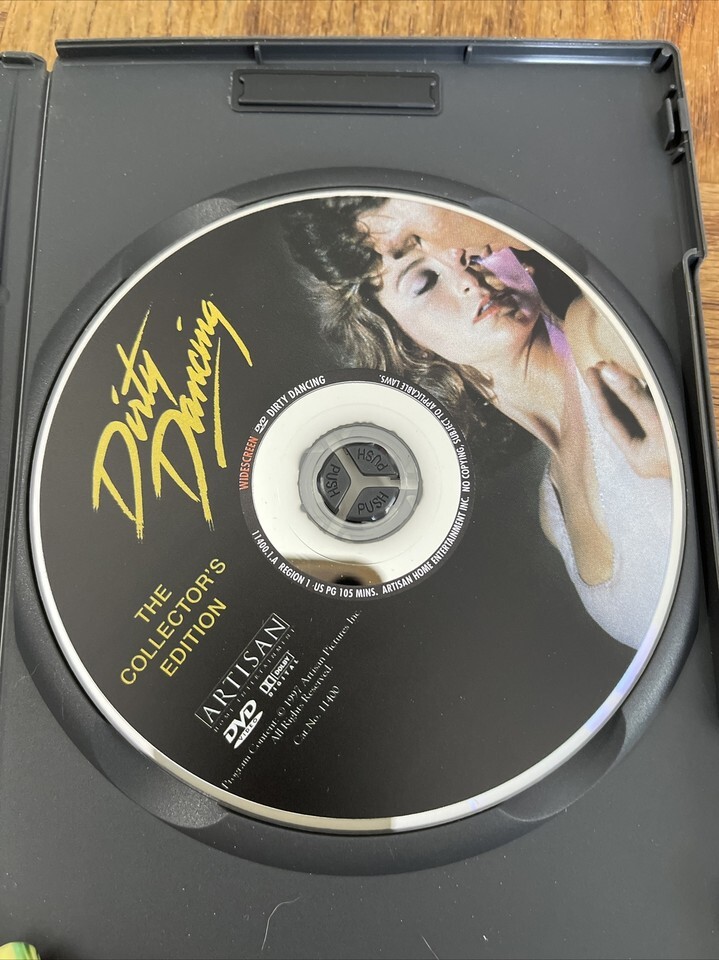 Dirty
Dancing
THE
COLLECTOR'S
EDITION
ARTISAN
HOME ENTERTAINMENT
DVD
VIDEO
DOLBY
DIGITAL
Program Content: © 1997 Artisan Pictures Inc.
All Rights Reserved.
Cat No. 11400
WIDESCREEN DVD DIRTY DANCING
11400.1.A REGION 1 -US PG 105 MINS. ARTISAN HOME ENTERTAINMENT INC. NO COPYING. SUBJECT TO APPLICABLE LAWS.
PUSH
PUSH
PUSH